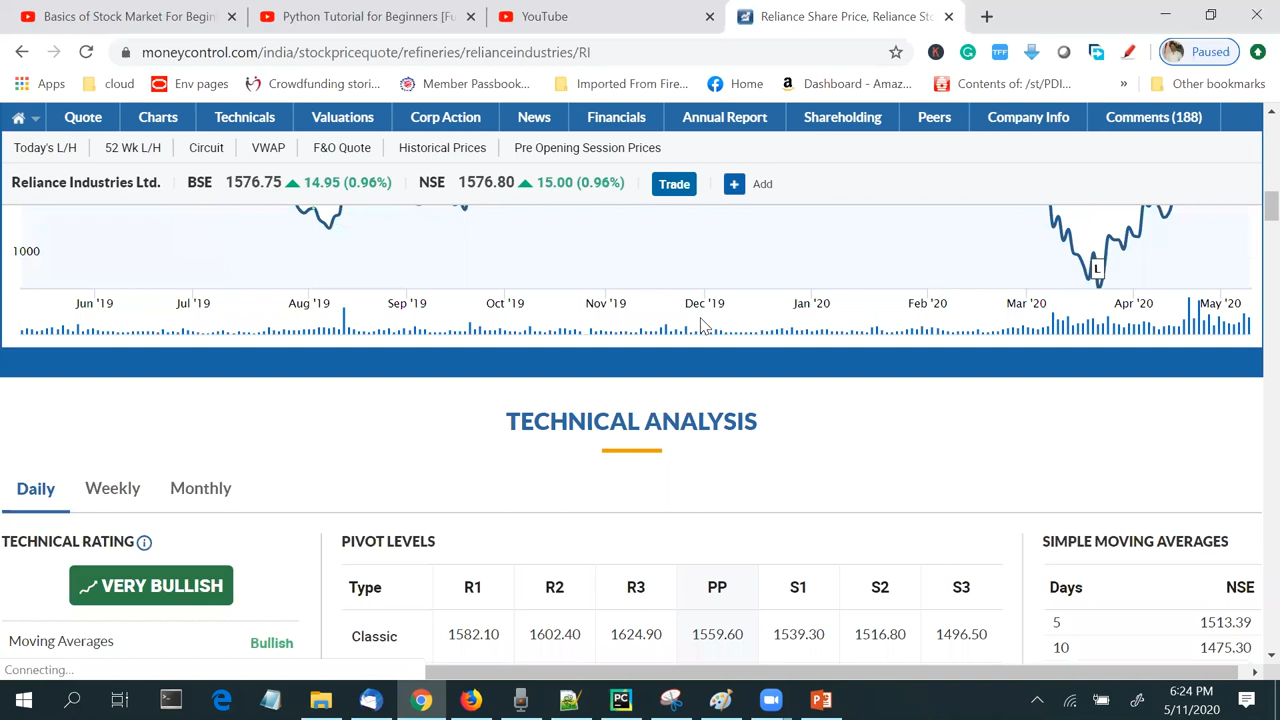 Basics of Stock Market For Begin
Python Tutorial for Beginners [Fu
YouTube
Reliance Share Price, Reliance Sto
moneycontrol.com/india/stockpricequote/refineries/relianceindustries/RI
K
TFF
Paused
Apps
cloud
Env pages
Crowdfunding stori...
Member Passbook...
Imported From Fire...
Home
Dashboard - Amaz...
Contents of: /st/PDI...
»
Other bookmarks
Quote
Charts
Technicals
Valuations
Corp Action
News
Financials
Annual Report
Shareholding
Peers
Company Info
Comments (188)
Today's L/H
52 Wk L/H
Circuit
VWAP
F&O Quote
Historical Prices
Pre Opening Session Prices
Reliance Industries Ltd. BSE 1576.75 14.95 (0.96%) NSE 1576.80 15.00 (0.96%) Trade + Add
1000
L
Jun '19 Jul '19 Aug '19 Sep '19 Oct '19 Nov '19 Dec '19 Jan '20 Feb '20 Mar '20 Apr '20 May '20
TECHNICAL ANALYSIS
Daily Weekly Monthly
TECHNICAL RATING i
VERY BULLISH
Moving Averages Bullish
PIVOT LEVELS
Type R1 R2 R3 PP S1 S2 S3
Classic 1582.10 1602.40 1624.90 1559.60 1539.30 1516.80 1496.50
SIMPLE MOVING AVERAGES
Days NSE
5 1513.39
10 1475.30
Connecting...
PC
6:24 PM
5/11/2020